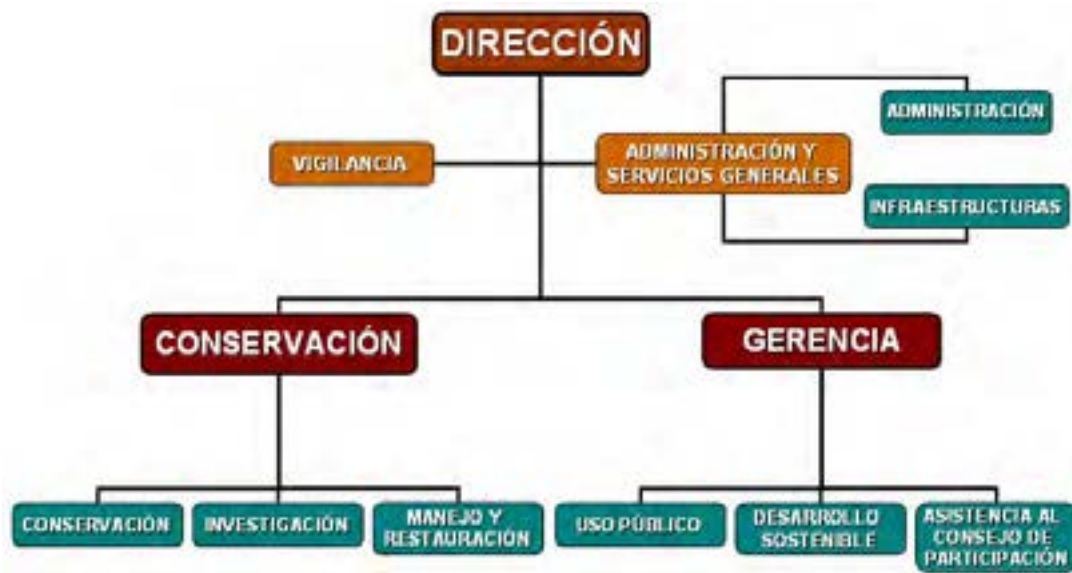 DIRECCIÓN
ADMINISTRACIÓN
VIGILANCIA
ADMINISTRACIÓN Y
SERVICIOS GENERALES
INFRAESTRUCTURAS
CONSERVACIÓN
GERENCIA
CONSERVACIÓN
INVESTIGACIÓN
MANEJO Y
RESTAURACIÓN
USO PÚBLICO
DESARROLLO
SOSTENIBLE
ASISTENCIA AL
CONSEJO DE
PARTICIPACIÓN